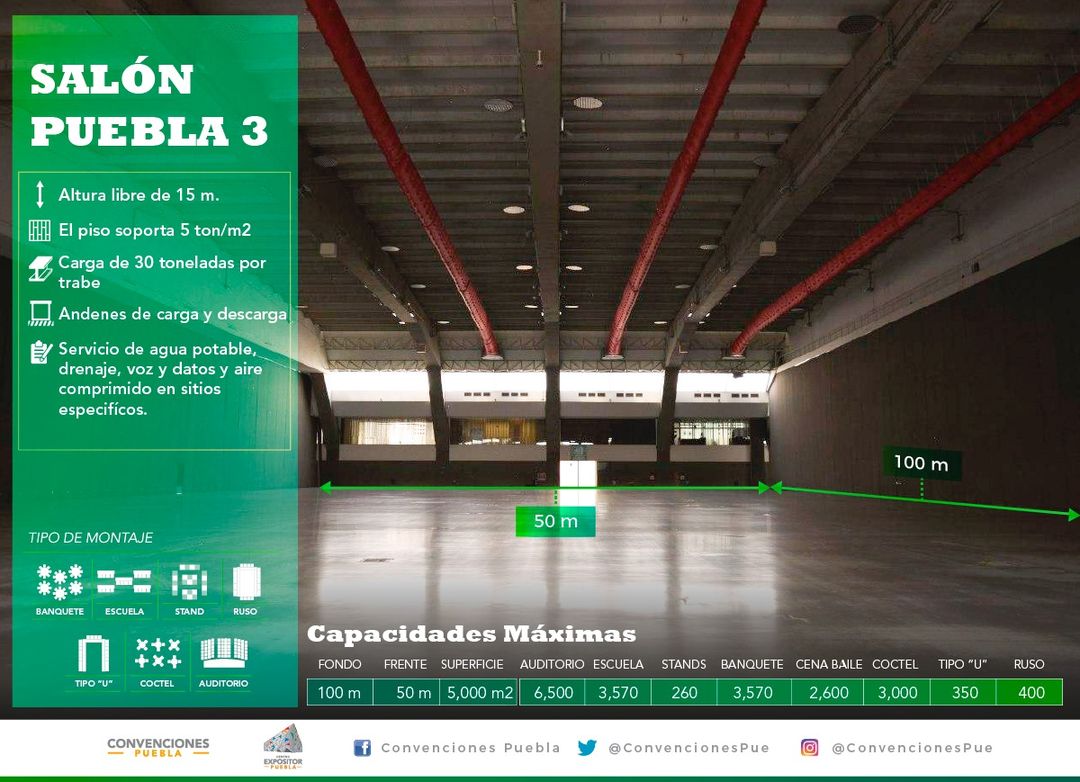 SALÓN
PUEBLA 3
Altura libre de 15 m.
El piso soporta 5 ton/m2
Carga de 30 toneladas por
trabe
Andenes de carga y descarga
Servicio de agua potable,
drenaje, voz y datos y aire
comprimido en sitios
especifícos.
100 m
50 m
TIPO DE MONTAJE
BANQUETE ESCUELA STAND RUSO
TIPO "U" COCTEL AUDITORIO
Capacidades Máximas
FONDO FRENTE SUPERFICIE AUDITORIO ESCUELA STANDS BANQUETE CENA BAILE COCTEL TIPO "U" RUSO
100 m 50 m 5,000 m2 6,500 3,570 260 3,570 2,600 3,000 350 400
CONVENCIONES
PUEBLA
CENTRO
EXPOSITOR
PUEBLA
Convenciones Puebla @ConvencionesPue @ConvencionesPue